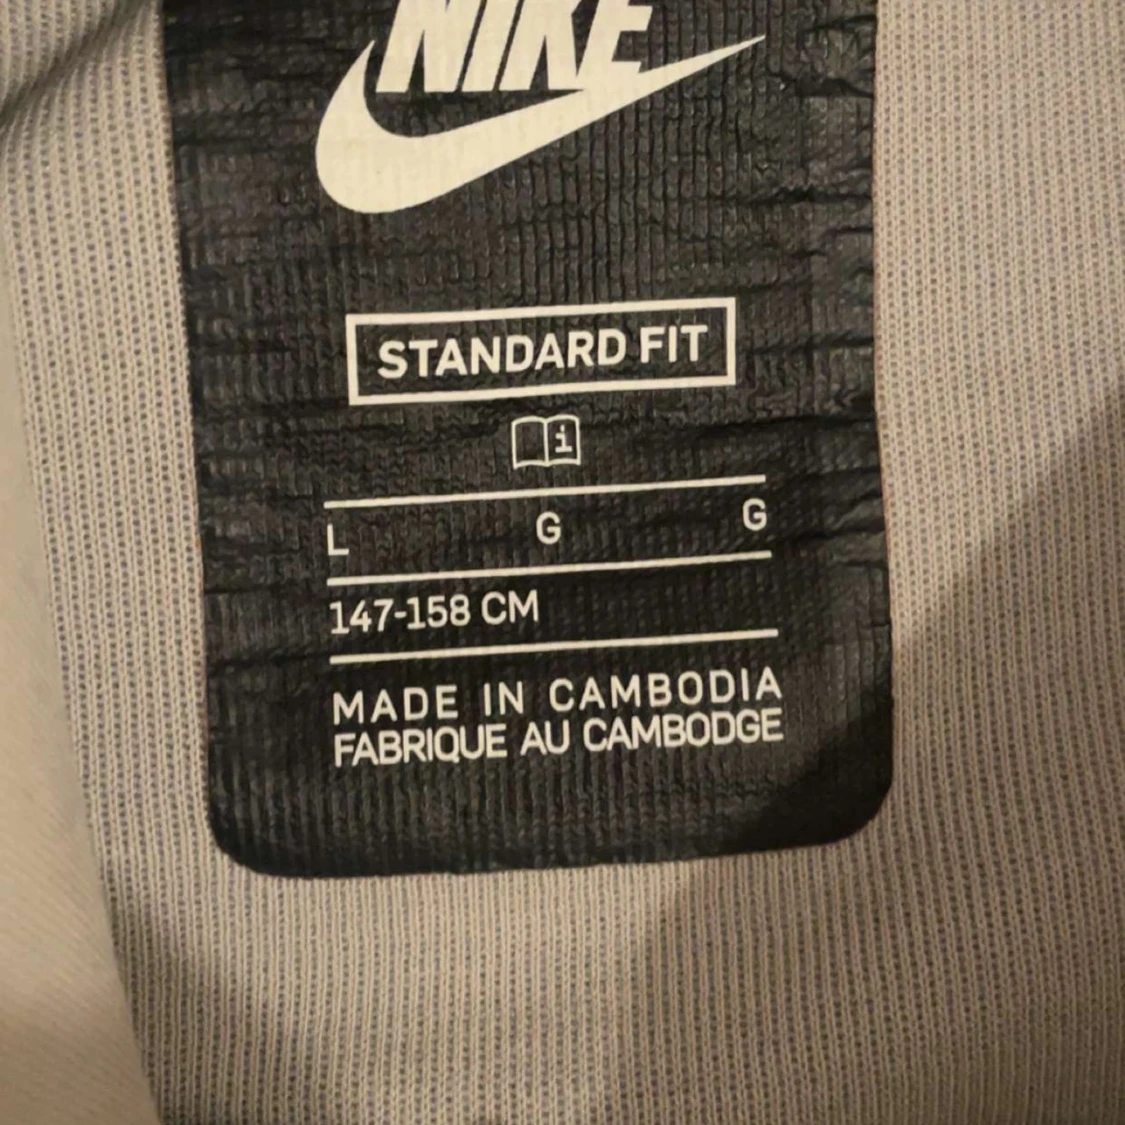 NIKE
STANDARD FIT
i
L G G
147-158 CM
MADE IN CAMBODIA
FABRIQUE AU CAMBODGE